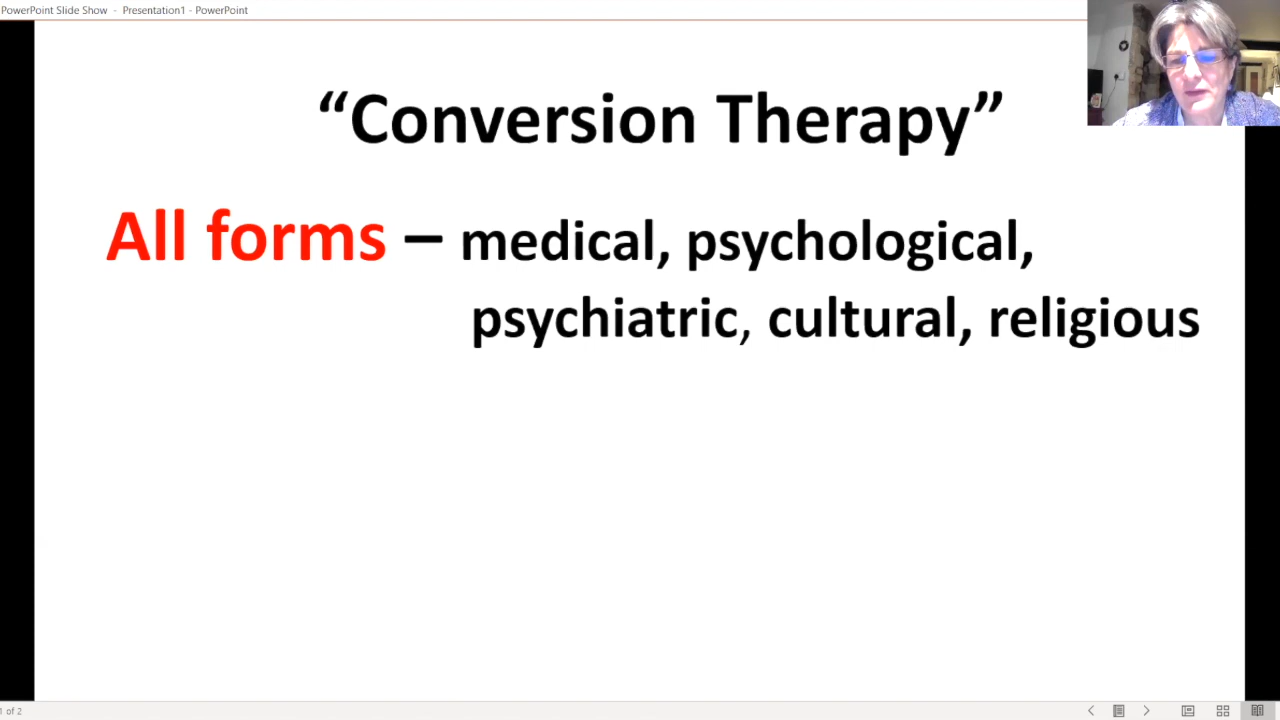 PowerPoint Slide Show - Presentation1 - PowerPoint
“Conversion Therapy”
All forms – medical, psychological,
psychiatric, cultural, religious
1 of 2